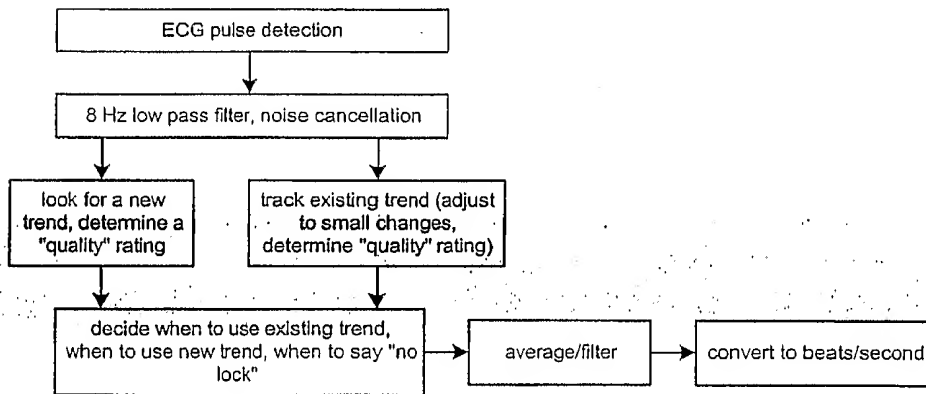 ECG pulse detection
8 Hz low pass filter, noise cancellation
look for a new
trend, determine a
"quality" rating
track existing trend (adjust
to small changes,
determine "quality" rating)
decide when to use existing trend,
when to use new trend, when to say "no
lock"
average/filter
convert to beats/second